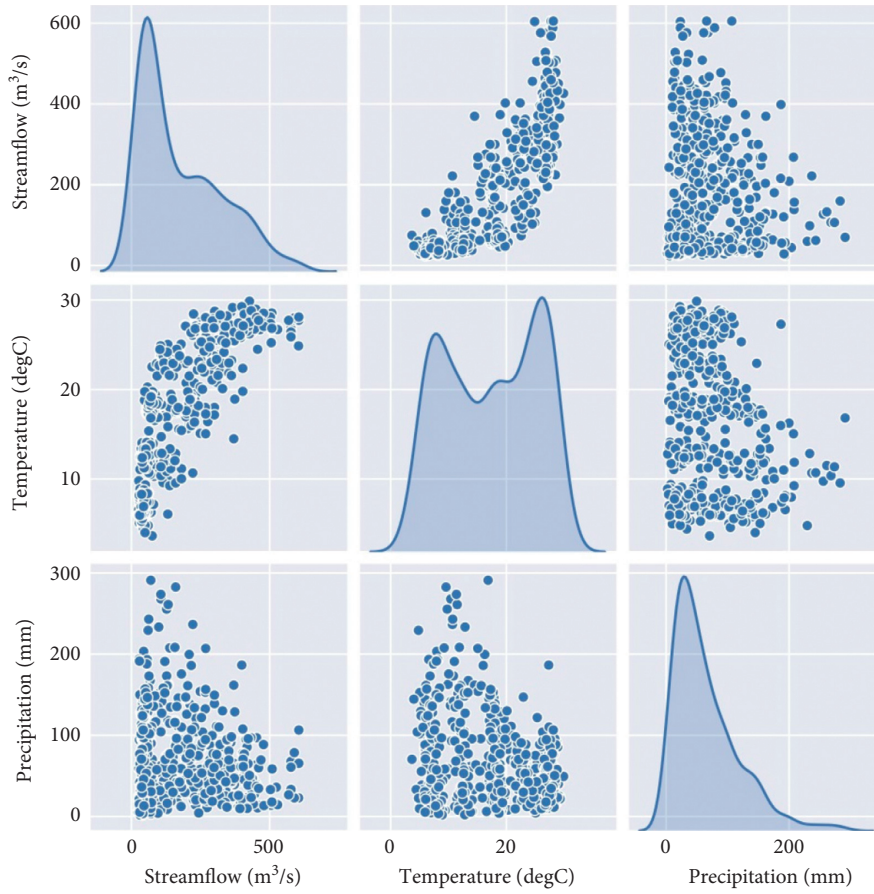 600
400
200
0
Streamflow (m³/s)
30
20
10
Temperature (degC)
300
200
100
0
Precipitation (mm)
0 500
Streamflow (m³/s)
0 20
Temperature (degC)
0 200
Precipitation (mm)